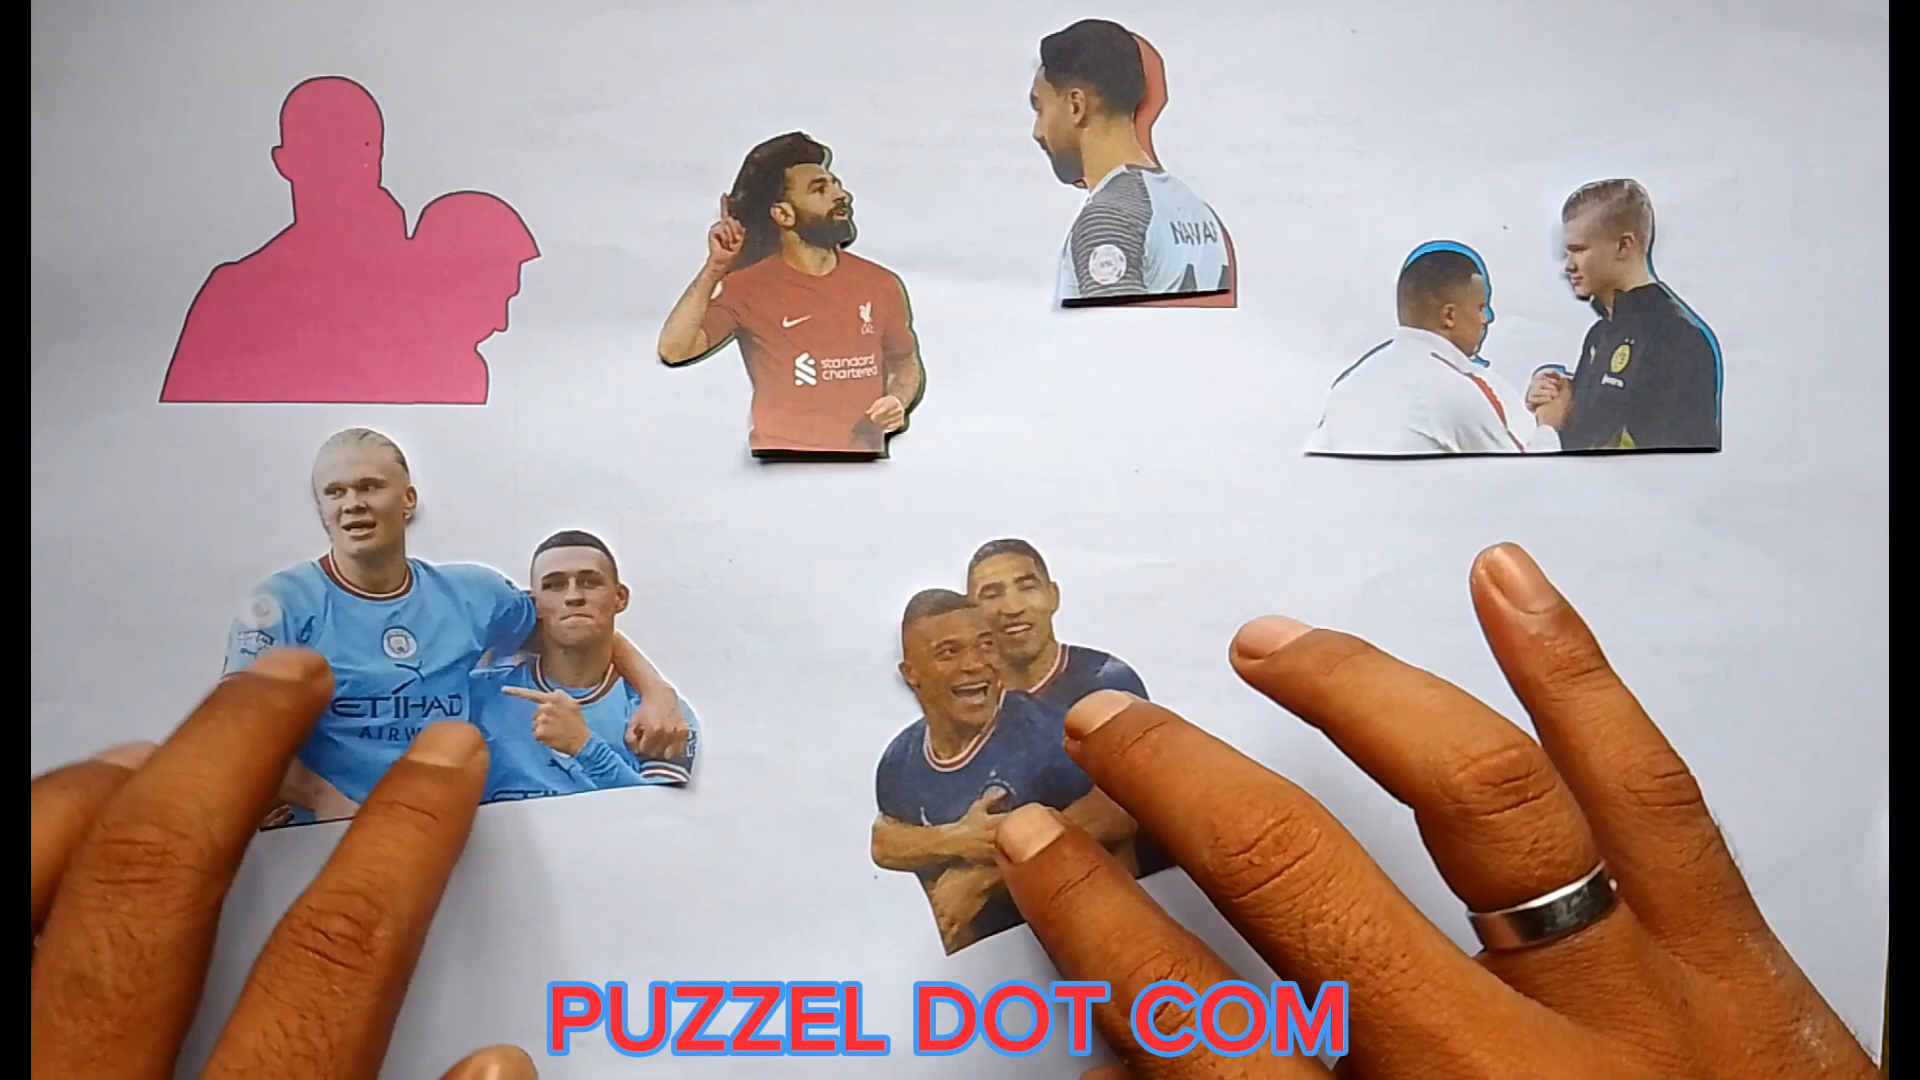 NAVAS
standard
chartered
ETIHAD
AIRW
PUZZEL DOT COM